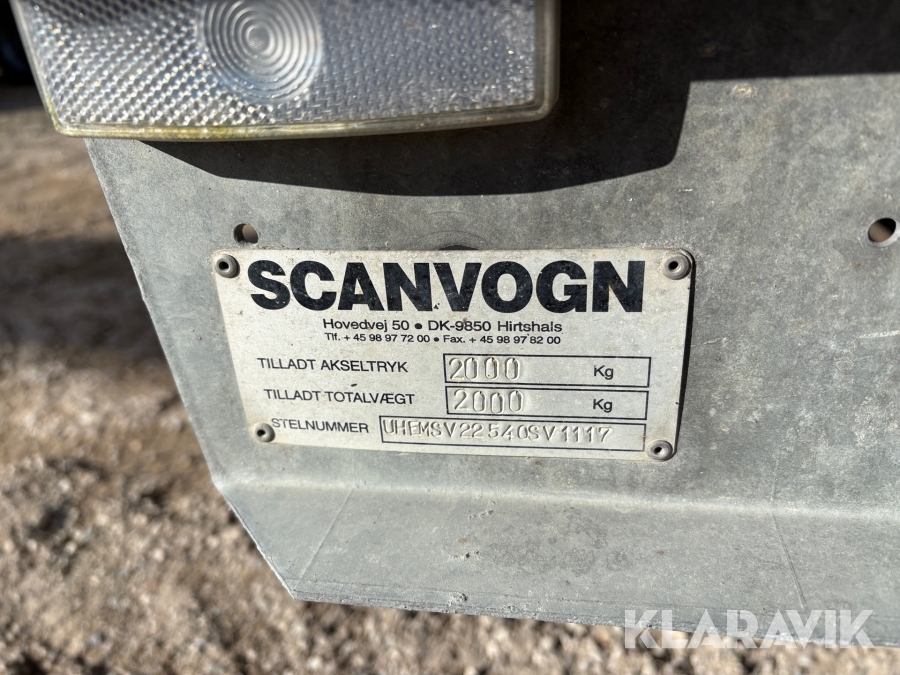 SCANVOGN
Hovedvej 50 • DK-9850 Hirtshals
Tlf. + 45 98 97 72 00 • Fax. + 45 98 97 82 00
TILLADT AKSELTRYK 2000 Kg
TILLADT TOTALVÆGT 2000 Kg
STELNUMMER UHEMSV22540SV1117
KLARAVIK